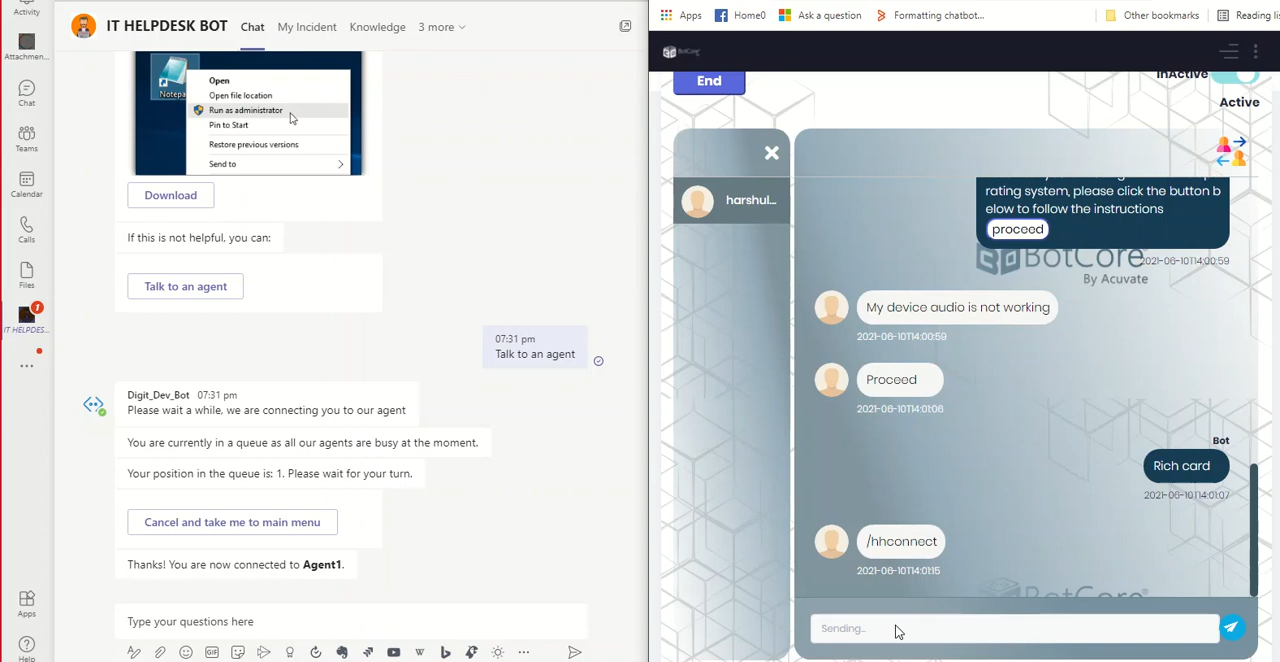 Activity
Attachmen...
Chat
Teams
Calendar
Calls
Files
1
IT HELPDES...
Apps
Help
IT HELPDESK BOT
Chat
My Incident
Knowledge
3 more
Notepa
Open
Open file location
Run as administrator
Pin to Start
Restore previous versions
Send to
Download
If this is not helpful, you can:
Talk to an agent
07:31 pm
Talk to an agent
Digit_Dev_Bot 07:31 pm
Please wait a while, we are connecting you to our agent
You are currently in a queue as all our agents are busy at the moment.
Your position in the queue is: 1. Please wait for your turn.
Cancel and take me to main menu
Thanks! You are now connected to Agent1.
Type your questions here
GIF
Apps
Home0
Ask a question
Formatting chatbot...
Other bookmarks
Reading lis
BotCore
End
InActive
Active
harshul...
rating system, please click the button b
elow to follow the instructions
proceed
2021-06-10T14:00:59
BotCore
By Acuvate
My device audio is not working
2021-06-10T14:00:59
Proceed
2021-06-10T14:01:06
Bot
Rich card
2021-06-10T14:01:07
/hhconnect
2021-06-10T14:01:15
BotCore
Sending...